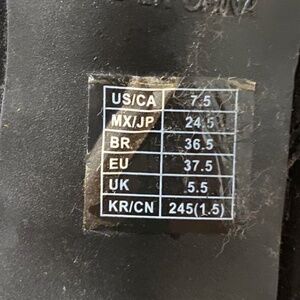 US/CA 7.5
MX/JP 24.5
BR 36.5
EU 37.5
UK 5.5
KR/CN 245(1.5)